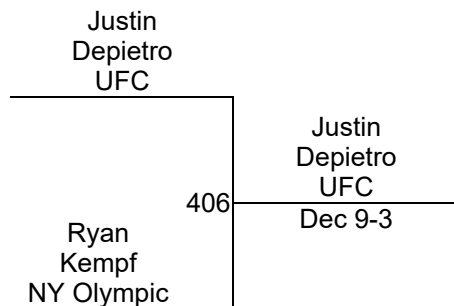 Justin
Depietro
UFC
Justin
Depietro
UFC
406
Dec 9-3
Ryan
Kempf
NY Olympic